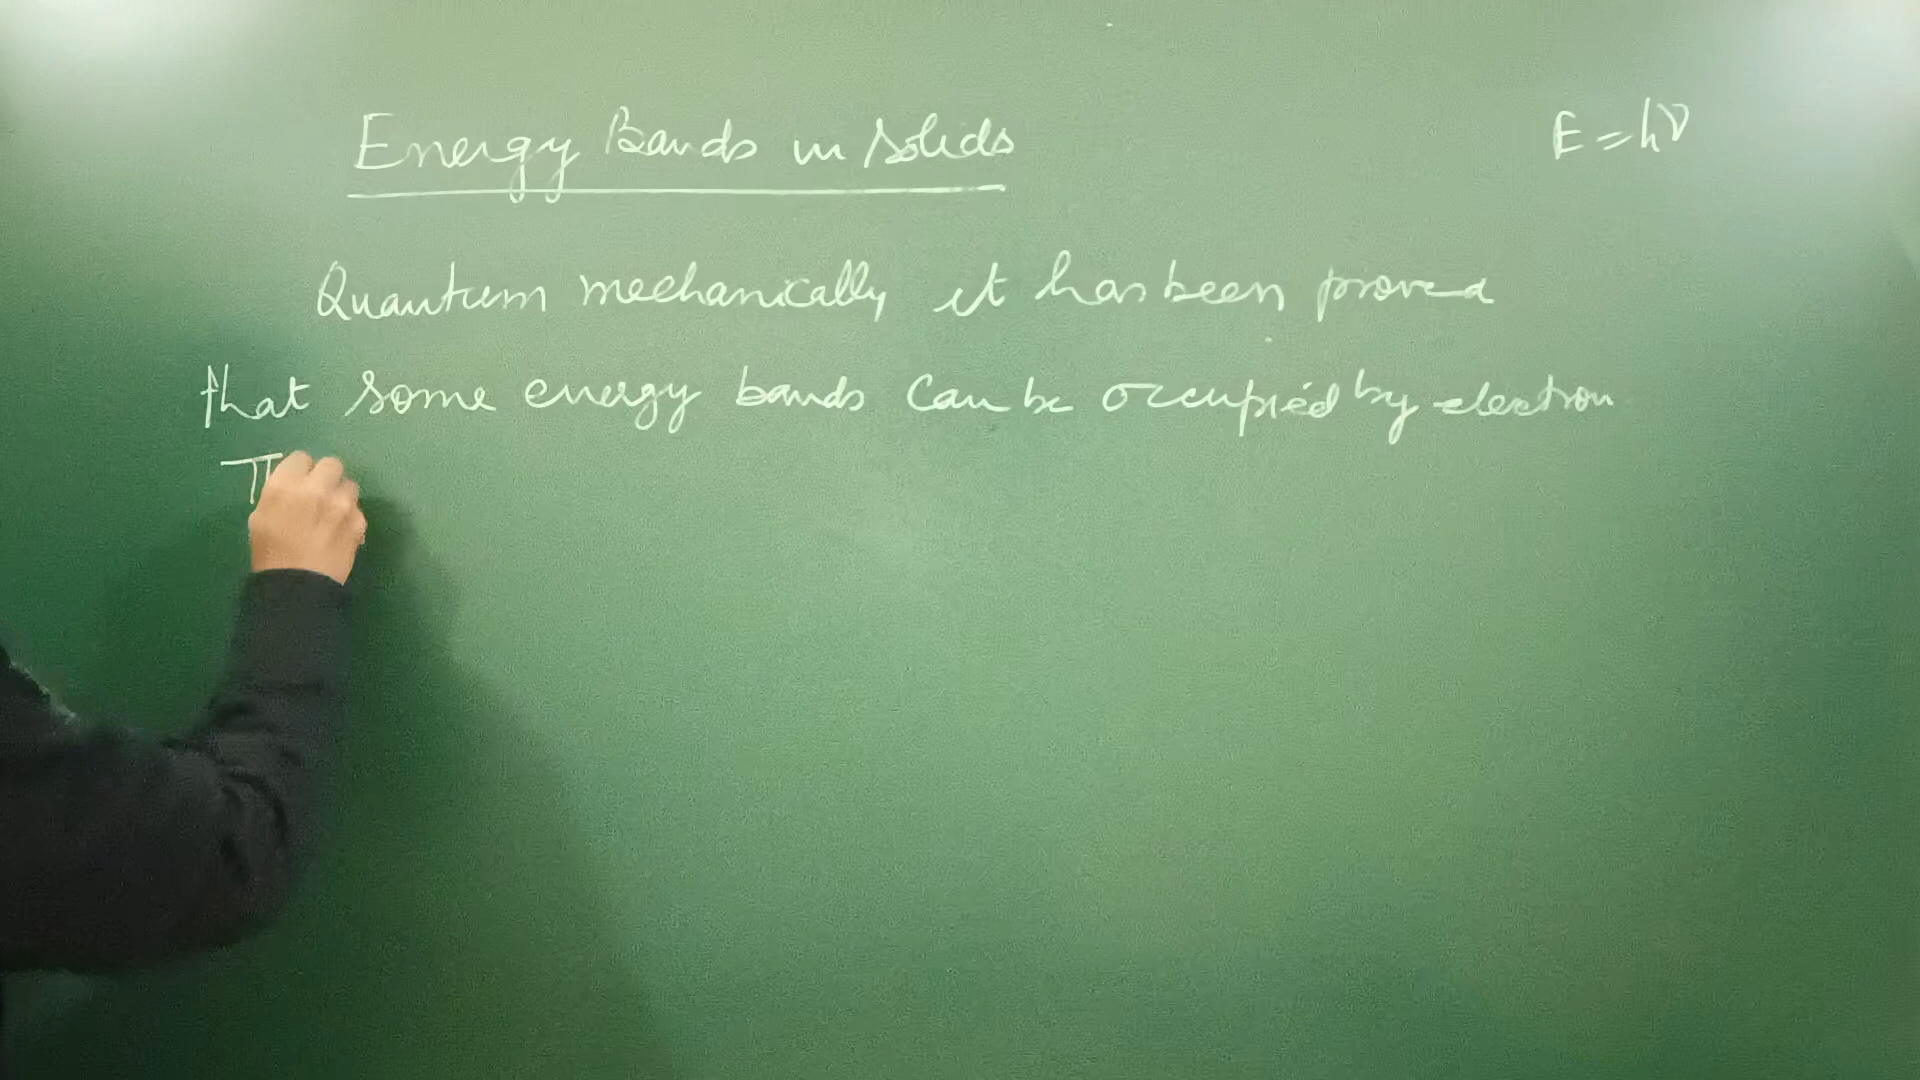 Energy Bands in solids
E = hν
Quantum mechanically it has been proved
that some energy bands can be occupied by electron